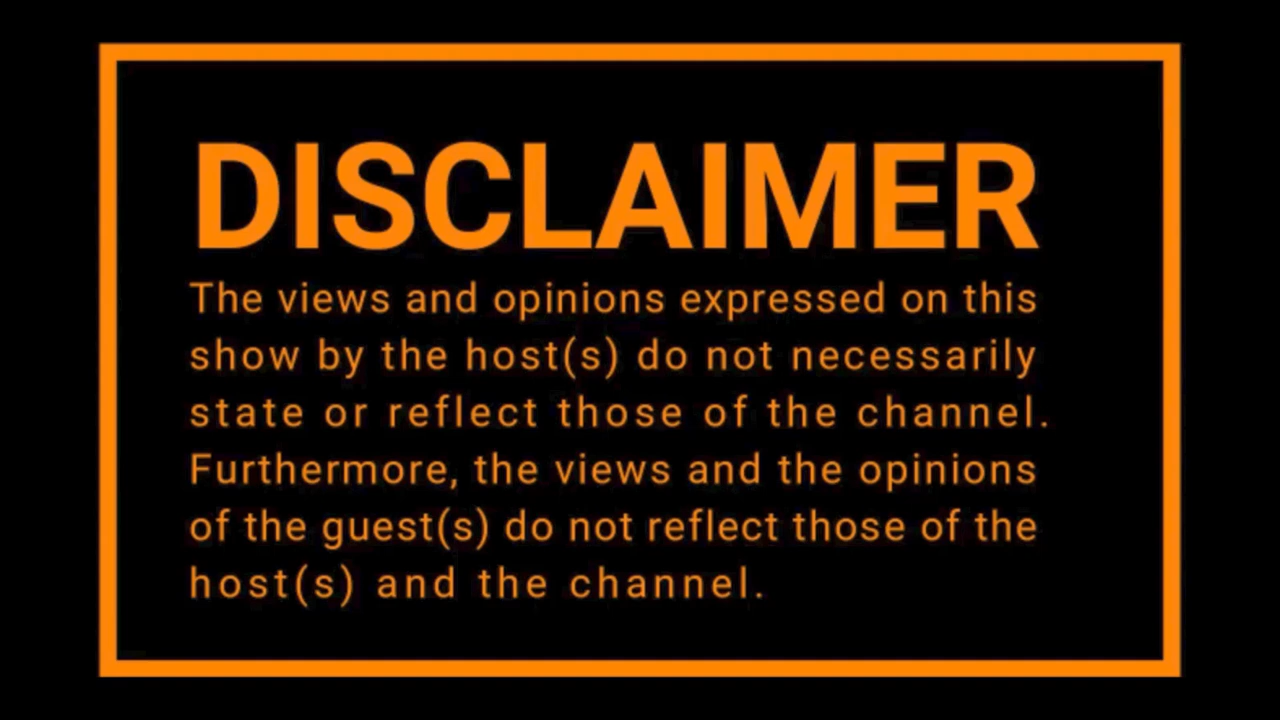 DISCLAIMER
The views and opinions expressed on this
show by the host(s) do not necessarily
state or reflect those of the channel.
Furthermore, the views and the opinions
of the guest(s) do not reflect those of the
host(s) and the channel.